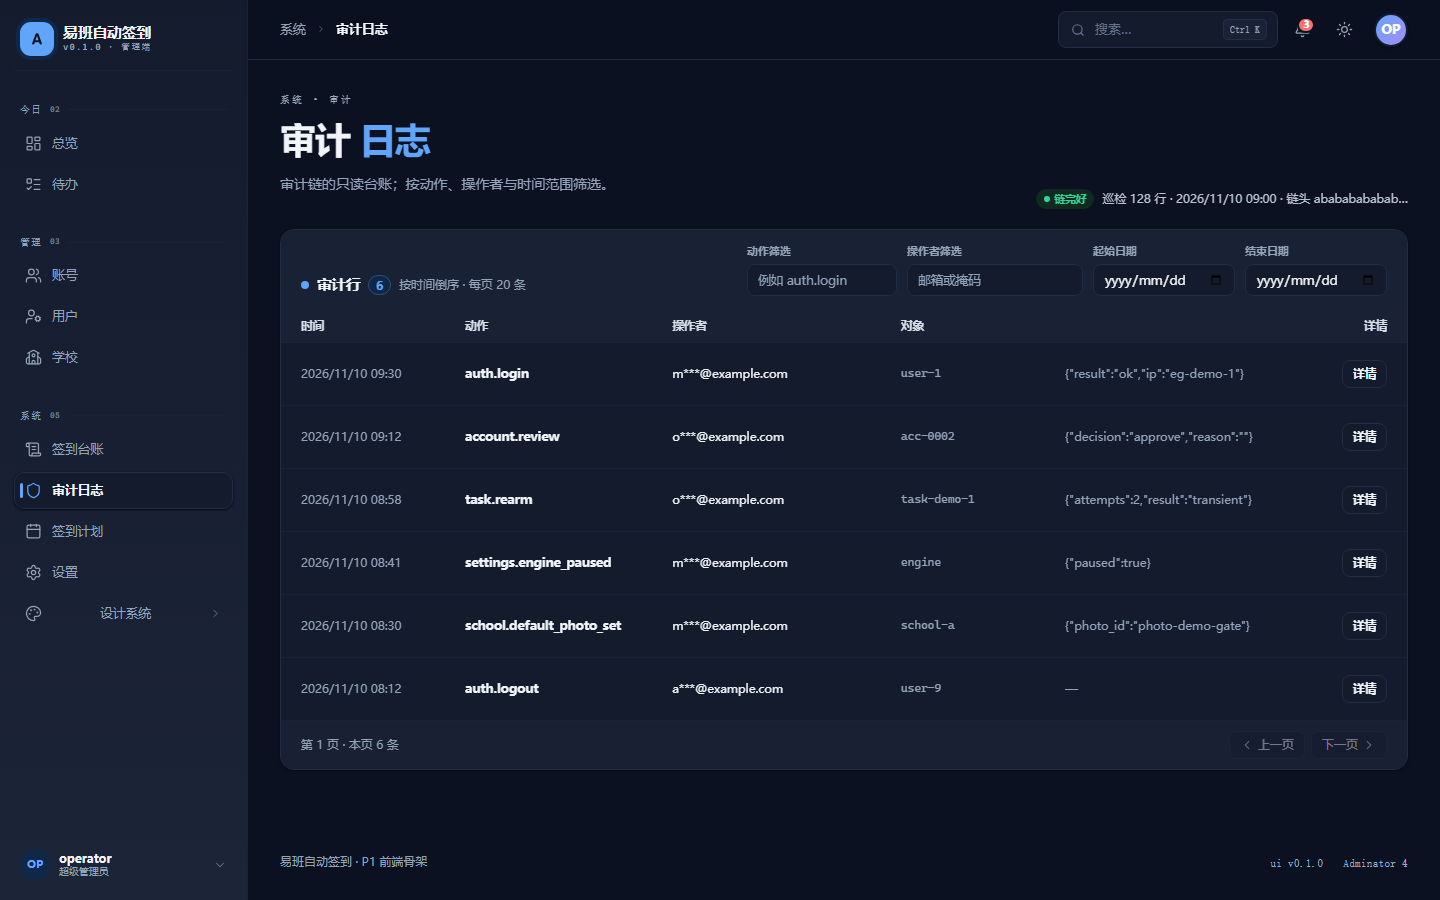 A
易班自动签到
v0.1.0 · 管理端
今日 02
总览
待办
管理 03
账号
用户
学校
系统 05
签到台账
审计日志
签到计划
设置
设计系统
OP operator
超级管理员
系统 › 审计日志
搜索... Ctrl K
3
OP
系统 · 审计
审计 日志
审计链的只读台账；按动作、操作者与时间范围筛选。
链完好 巡检 128 行 · 2026/11/10 09:00 · 链头 abababababab...
审计行 6 按时间倒序 · 每页 20 条
动作筛选 操作者筛选 起始日期 结束日期
例如 auth.login 邮箱或掩码 yyyy/mm/dd yyyy/mm/dd
时间 动作 操作者 对象 详情
2026/11/10 09:30 auth.login m***@example.com user-1 {"result":"ok","ip":"eg-demo-1"} 详情
2026/11/10 09:12 account.review o***@example.com acc-0002 {"decision":"approve","reason":""} 详情
2026/11/10 08:58 task.rearm o***@example.com task-demo-1 {"attempts":2,"result":"transient"} 详情
2026/11/10 08:41 settings.engine_paused m***@example.com engine {"paused":true} 详情
2026/11/10 08:30 school.default_photo_set m***@example.com school-a {"photo_id":"photo-demo-gate"} 详情
2026/11/10 08:12 auth.logout a***@example.com user-9 — 详情
第 1 页 · 本页 6 条 上一页 下一页
易班自动签到 · P1 前端骨架 ui v0.1.0 Adminator 4